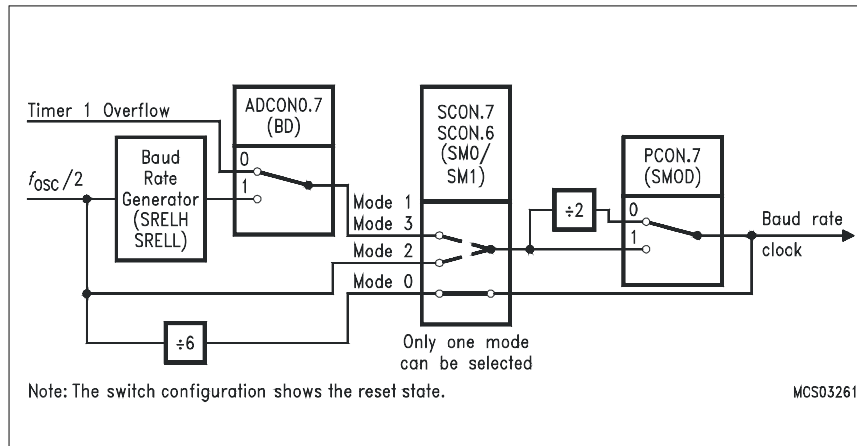 Timer 1 Overflow
ADCON0.7
(BD)
0
1
fOSC/2
Baud
Rate
Generator
(SRELH
SRELL)
SCON.7
SCON.6
(SM0/
SM1)
Mode 1
Mode 3
Mode 2
Mode 0
÷6
Only one mode
can be selected
÷2
PCON.7
(SMOD)
0
1
Baud rate
clock
Note: The switch configuration shows the reset state.
MCS03261